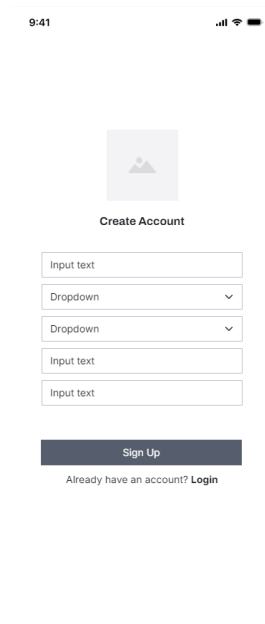 9:41
Create Account
Input text
Dropdown
Dropdown
Input text
Input text
Sign Up
Already have an account? Login